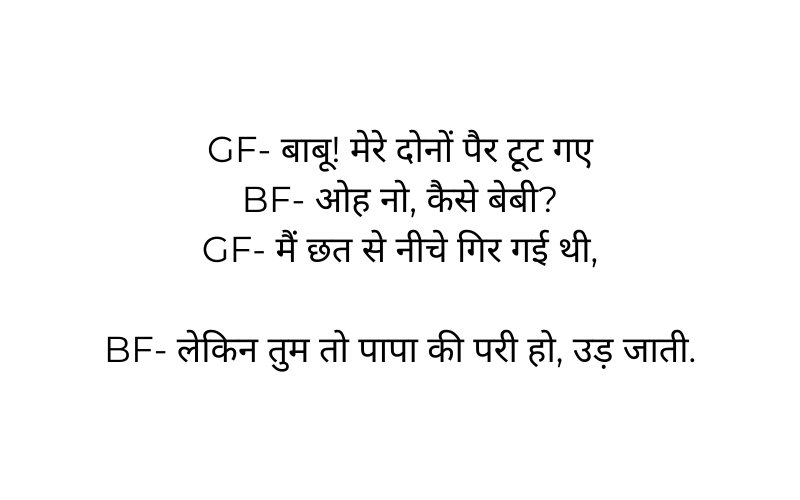 GF- बाबू! मेरे दोनों पैर टूट गए
BF- ओह नो, कैसे बेबी?
GF- मैं छत से नीचे गिर गई थी,
BF- लेकिन तुम तो पापा की परी हो, उड़ जाती.